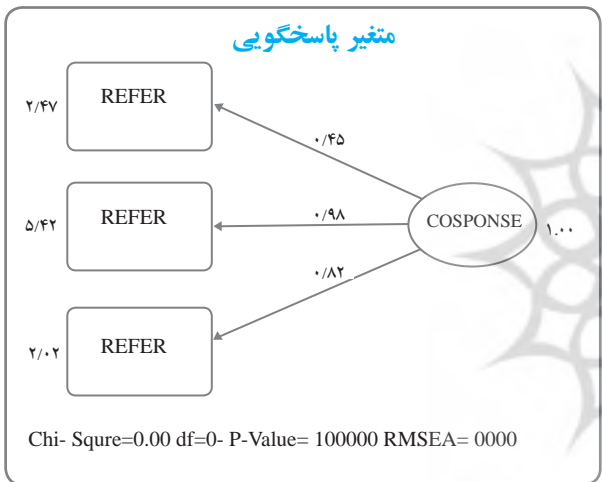 متغیر پاسخگویی
۲/۴۷ REFER
۰/۴۵
۵/۴۲ REFER ۰/۹۸ COSPONSE ۱.۰۰
۰/۸۲
۲/۰۲ REFER
Chi- Squre=0.00 df=0- P-Value= 100000 RMSEA= 0000